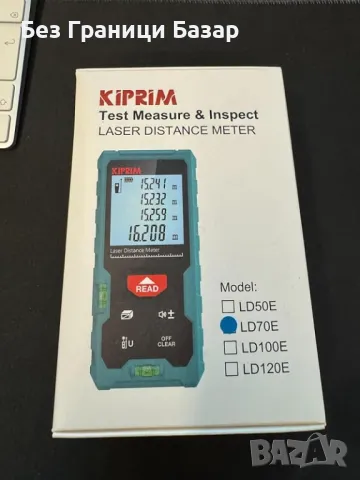 Без Граници Базар
KiPRiM
Test Measure & Inspect
LASER DISTANCE METER
KIPRIM
15.241
15.232
15.259
16.208
Laser Distance Meter
READ
U
OFF
CLEAR
Model:
LD50E
LD70E
LD100E
LD120E
BAZAR